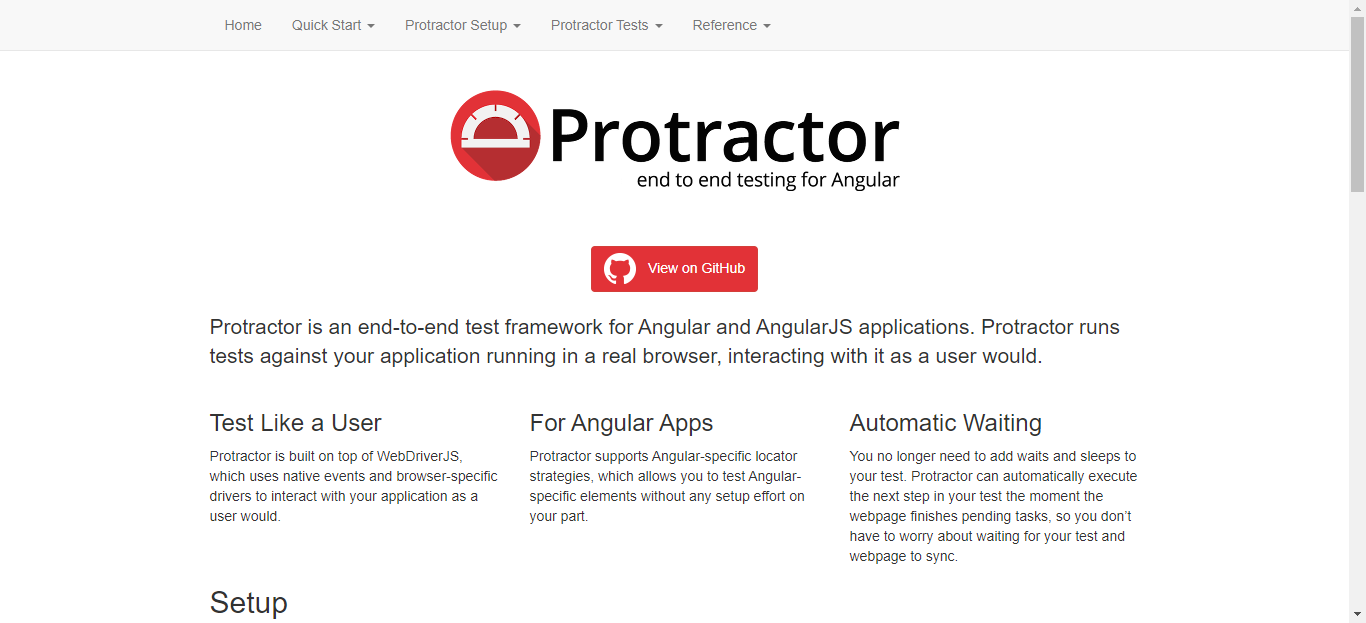 Home Quick Start Protractor Setup Protractor Tests Reference
Protractor
end to end testing for Angular
View on GitHub
Protractor is an end-to-end test framework for Angular and AngularJS applications. Protractor runs
tests against your application running in a real browser, interacting with it as a user would.
Test Like a User
Protractor is built on top of WebDriverJS,
which uses native events and browser-specific
drivers to interact with your application as a
user would.
For Angular Apps
Protractor supports Angular-specific locator
strategies, which allows you to test Angular-
specific elements without any setup effort on
your part.
Automatic Waiting
You no longer need to add waits and sleeps to
your test. Protractor can automatically execute
the next step in your test the moment the
webpage finishes pending tasks, so you don’t
have to worry about waiting for your test and
webpage to sync.
Setup